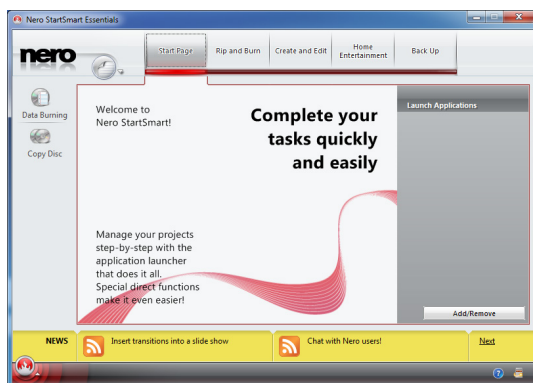 Nero StartSmart Essentials
nero
Start Page
Rip and Burn
Create and Edit
Home
Entertainment
Back Up
Data Burning
Copy Disc
Welcome to
Nero StartSmart!
Complete your
tasks quickly
and easily
Manage your projects
step-by-step with the
application launcher
that does it all.
Special direct functions
make it even easier!
Launch Applications
Add/Remove
NEWS
Insert transitions into a slide show
Chat with Nero users!
Next